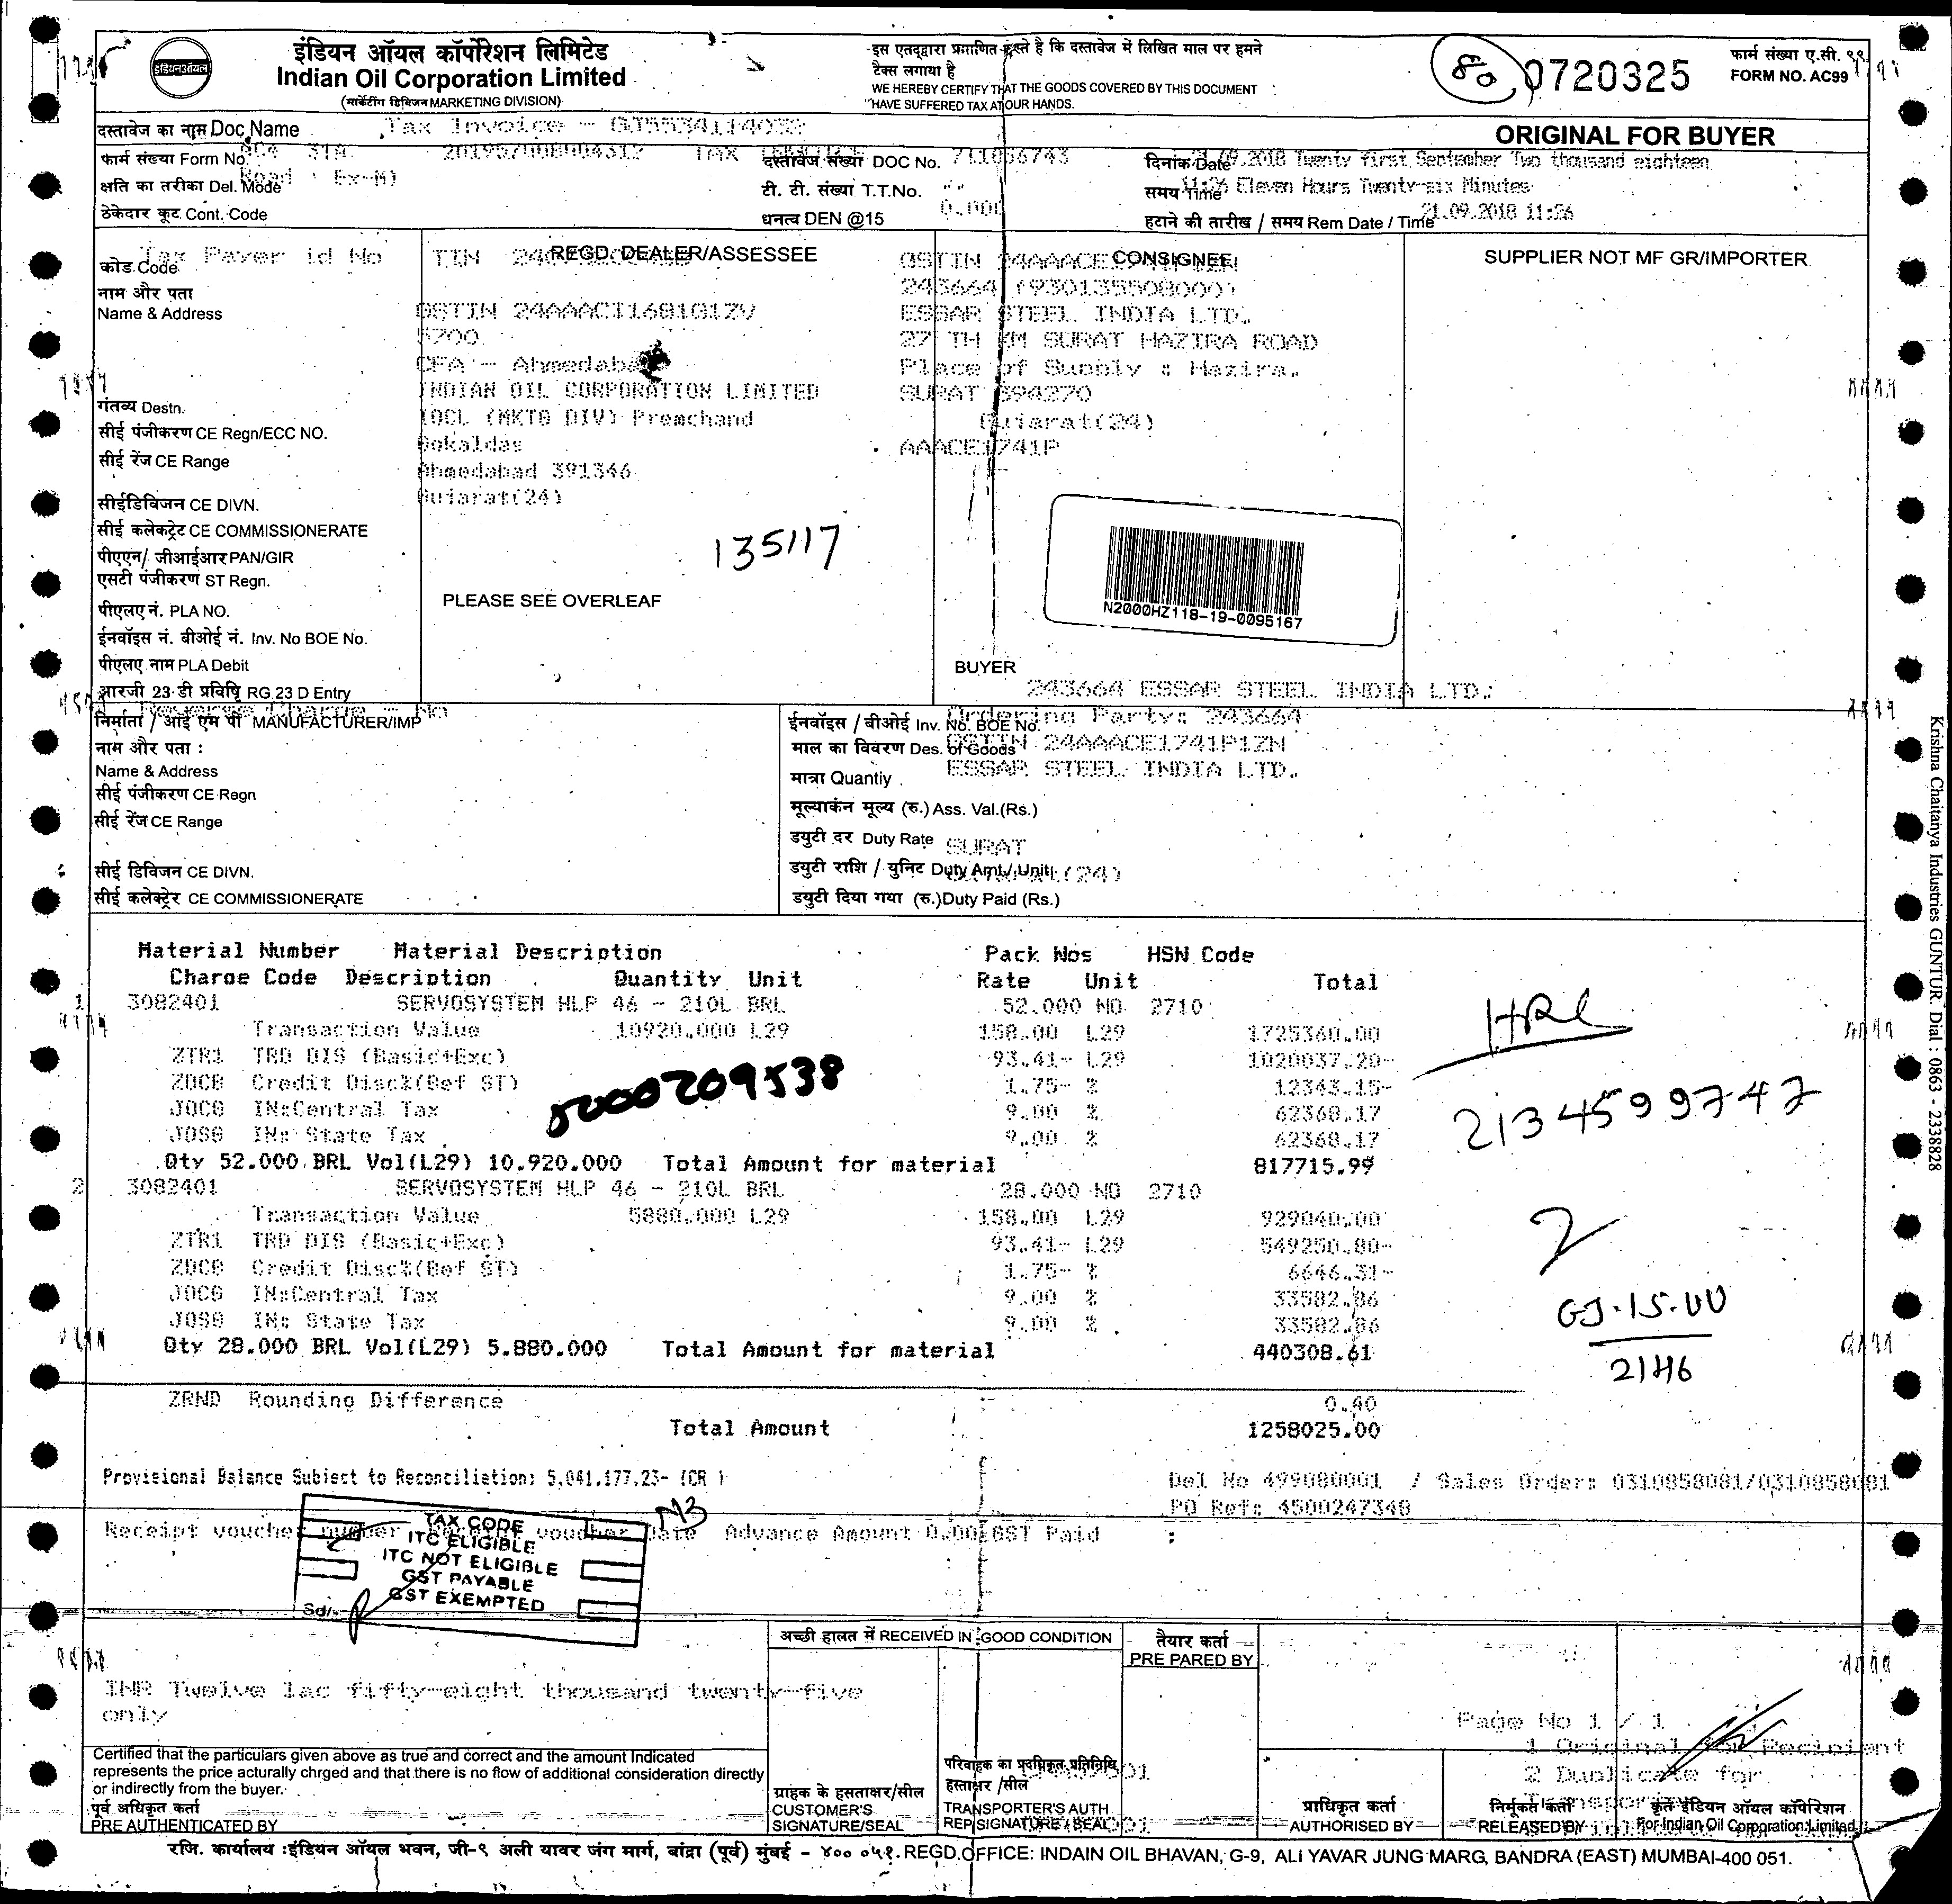 इंडियन ऑयल कॉर्पोरेशन लिमिटेड
Indian Oil Corporation Limited
(मार्केटींग डिविजन MARKETING DIVISION)
इंडियनऑयल
इस एतद्द्वारा प्रमाणित करते है कि दस्तावेज में लिखित माल पर हमने
टैक्स लगाया है
WE HEREBY CERTIFY THAT THE GOODS COVERED BY THIS DOCUMENT
HAVE SUFFERED TAX AT OUR HANDS.
80
0720325
फार्म संख्या ए.सी. ९९
FORM NO. AC99
ORIGINAL FOR BUYER
दस्तावेज का नाम Doc Name Tax Invoice - GJ5534114032
फार्म संख्या Form No.
दस्तावेज संख्या DOC No. 711056743
दिनांक Date 21.09.2018 Twenty first September Two thousand eighteen
क्षति का तरीका Del. Mode Road
टी. टी. संख्या T.T.No.
समय Time 11:26 Eleven Hours Twenty-six Minutes
ठेकेदार कूट Cont. Code
धनत्व DEN @15 0.000
हटाने की तारीख / समय Rem Date / Time 21.09.2018 11:26
Tax Payer id No
कोड Code
नाम और पता
Name & Address
गंतव्य Destn.
सीई पंजीकरण CE Regn/ECC NO.
सीई रेंज CE Range
सीईडिविजन CE DIVN.
सीई कलेकट्रेट CE COMMISSIONERATE
पीएएन/ जीआईआर PAN/GIR
एसटी पंजीकरण ST Regn.
पीएलए नं. PLA NO.
ईनवॉइस नं. बीओई नं. Inv. No BOE No.
पीएलए नाम PLA Debit
आरजी 23 डी प्रविषि RG 23 D Entry
TIN
REGD. DEALER/ASSESSEE
GSTIN 24AAACI1681G1ZV
5700
CFA - Ahmedabad
INDIAN OIL CORPORATION LIMITED
IOCL (MKTG DIV) Premchand
Gokaldas
Ahmedabad 391346
Gujarat(24)
135117
PLEASE SEE OVERLEAF
CONSIGNEE
GSTIN
243664
ESSAR STEEL INDIA LTD.
27 TH KM SURAT HAZIRA ROAD
Place of Supply : Hazira.
SURAT 394270
Gujarat(24)
AAACE1741P
N2000HZ118-19-0095167
BUYER
243664 ESSAR STEEL INDIA LTD.
SUPPLIER NOT MF GR/IMPORTER
Reverse Charge - No
निर्माता / आई एम पी MANUFACTURER/IMP
नाम और पता :
Name & Address
सीई पंजीकरण CE Regn
सीई रेंज CE Range
सीई डिविजन CE DIVN.
सीई कलेक्ट्रेर CE COMMISSIONERATE
ईनवॉइस / बीओई Inv. No. BOE No. Ordering Party: 243664
माल का विवरण Des. of Goods GSTIN 24AAACE1741P1ZN
मात्रा Quantiy ESSAR STEEL INDIA LTD.
मूल्याकंन मूल्य (रु.) Ass. Val.(Rs.)
डयुटी दर Duty Rate SURAT
डयुटी राशि / युनिट Duty Amt./ Unit (24)
डयुटी दिया गया (रु.)Duty Paid (Rs.)
Material Number Material Description Pack Nos HSN Code
Charge Code Description Quantity Unit Rate Unit Total
1 3082401 SERVOSYSTEM HLP 46 - 210L BRL 52.000 NO 2710
Transaction Value 10920.000 L29 158.00 L29 1725360.00
ZTR1 TRD DIS (Basic+Exc) 93.41- L29 1020037.20-
ZDCB Credit Disc%(Bef ST) 1.75- % 12343.15-
JOCG IN:Central Tax 9.00 % 62368.17
JOSG IN: State Tax 9.00 % 62368.17
Qty 52.000 BRL Vol(L29) 10.920.000 Total Amount for material 817715.99
2 3082401 SERVOSYSTEM HLP 46 - 210L BRL 28.000 NO 2710
Transaction Value 5880.000 L29 158.00 L29 929040.00
ZTR1 TRD DIS (Basic+Exc) 93.41- L29 549250.80-
ZDCB Credit Disc%(Bef ST) 1.75- % 6646.31-
JOCG IN:Central Tax 9.00 % 33582.86
JOSG IN: State Tax 9.00 % 33582.86
Qty 28.000 BRL Vol(L29) 5.880.000 Total Amount for material 440308.61
5000209538
HRL
2134599747
2
GJ-15-UU
2146
ZRND Rounding Difference 0.40
Total Amount 1258025.00
Provisional Balance Subject to Reconciliation: 5,041,177.23- (CR )
Del No 499080001 / Sales Order: 0310858081/0310858081
PO Ref: 4500247348
M3
Receipt voucher number Receipt voucher date Advance Amount 0.00 GST Paid :
TAX CODE
ITC ELIGIBLE
ITC NOT ELIGIBLE
GST PAYABLE
GST EXEMPTED
Sd/-
अच्छी हालत में RECEIVED IN GOOD CONDITION
तैयार कर्ता
PRE PARED BY
INR Twelve lac fifty-eight thousand twenty-five
only
Page No 1 / 1
1 Original for Recipient
2 Duplicate for
Certified that the particulars given above as true and correct and the amount Indicated
represents the price acturally chrged and that there is no flow of additional consideration directly
or indirectly from the buyer.
पूर्व अधिकृत कर्ता
PRE AUTHENTICATED BY
ग्राहक के हसताक्षर/सील
CUSTOMER'S
SIGNATURE/SEAL
परिवाहक का प्रधिकृत प्रतिनिधि
हस्ताक्षर /सील
TRANSPORTER'S AUTH
REP SIGNATURE / SEAL
प्राधिकृत कर्ता
AUTHORISED BY
निर्मुक्त कर्ता
RELEASED BY
कृते इंडियन ऑयल कॉर्पोरेशन
For Indian Oil Corporation Limited
रजि. कार्यालय :इंडियन ऑयल भवन, जी-९ अली यावर जंग मार्ग, बांद्रा (पूर्व) मुंबई - ४०० ०५१. REGD.OFFICE: INDAIN OIL BHAVAN, G-9, ALI YAVAR JUNG MARG, BANDRA (EAST) MUMBAI-400 051.
Krishna Chaitanya Industries GUNTUR. Dial : 0863 - 2338828